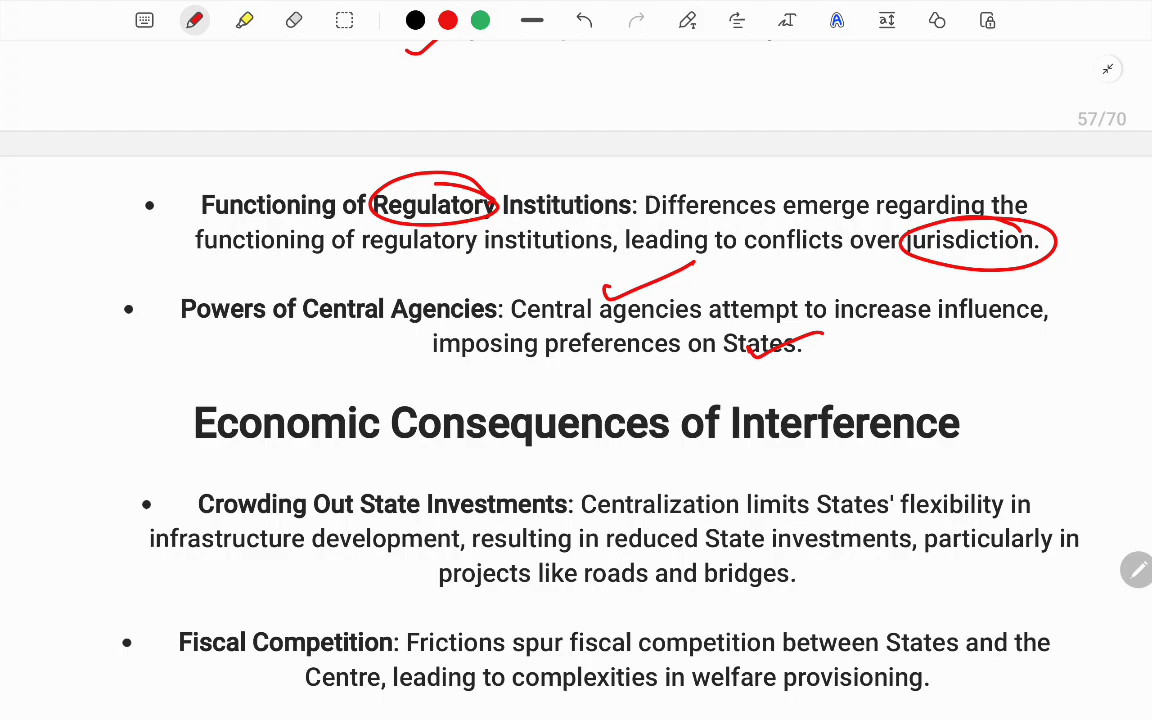 57/70
• Functioning of Regulatory Institutions: Differences emerge regarding the
functioning of regulatory institutions, leading to conflicts over jurisdiction.
• Powers of Central Agencies: Central agencies attempt to increase influence,
imposing preferences on States.
Economic Consequences of Interference
• Crowding Out State Investments: Centralization limits States' flexibility in
infrastructure development, resulting in reduced State investments, particularly in
projects like roads and bridges.
• Fiscal Competition: Frictions spur fiscal competition between States and the
Centre, leading to complexities in welfare provisioning.